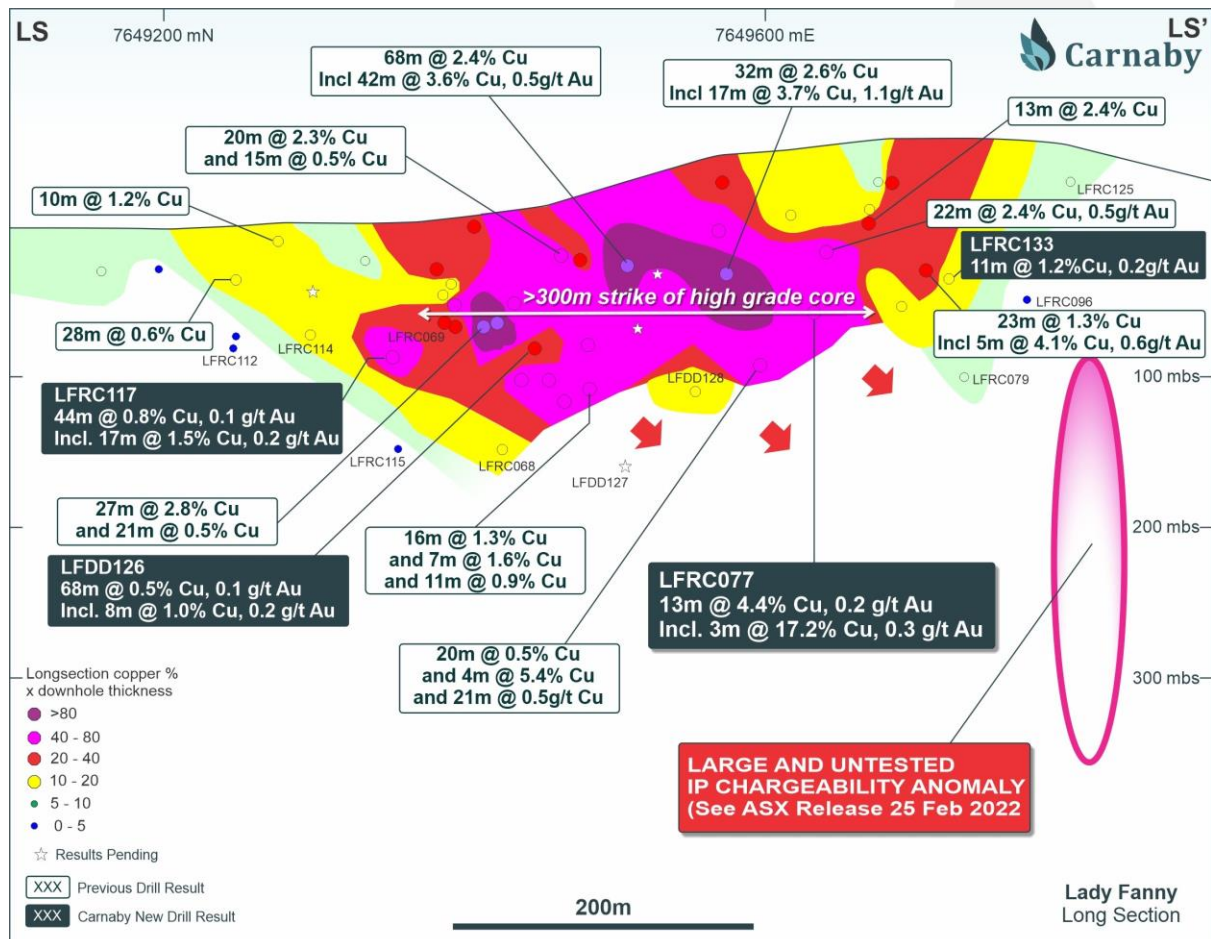 LS
7649200 mN
7649600 mE
LS'
Carnaby
68m @ 2.4% Cu
Incl 42m @ 3.6% Cu, 0.5g/t Au
32m @ 2.6% Cu
Incl 17m @ 3.7% Cu, 1.1g/t Au
13m @ 2.4% Cu
20m @ 2.3% Cu
and 15m @ 0.5% Cu
10m @ 1.2% Cu
LFRC125
22m @ 2.4% Cu, 0.5g/t Au
LFRC133
11m @ 1.2%Cu, 0.2g/t Au
>300m strike of high grade core
LFRC096
28m @ 0.6% Cu
LFRC112
LFRC114
LFRC069
23m @ 1.3% Cu
Incl 5m @ 4.1% Cu, 0.6g/t Au
LFRC079
100 mbs
LFDD128
LFRC117
44m @ 0.8% Cu, 0.1 g/t Au
Incl. 17m @ 1.5% Cu, 0.2 g/t Au
LFRC115
LFRC068
LFDD127
27m @ 2.8% Cu
and 21m @ 0.5% Cu
16m @ 1.3% Cu
and 7m @ 1.6% Cu
and 11m @ 0.9% Cu
200 mbs
LFDD126
68m @ 0.5% Cu, 0.1 g/t Au
Incl. 8m @ 1.0% Cu, 0.2 g/t Au
LFRC077
13m @ 4.4% Cu, 0.2 g/t Au
Incl. 3m @ 17.2% Cu, 0.3 g/t Au
20m @ 0.5% Cu
and 4m @ 5.4% Cu
and 21m @ 0.5g/t Cu
300 mbs
Longsection copper %
x downhole thickness
>80
40 - 80
20 - 40
10 - 20
5 - 10
0 - 5
Results Pending
XXX Previous Drill Result
XXX Carnaby New Drill Result
LARGE AND UNTESTED
IP CHARGEABILITY ANOMALY
(See ASX Release 25 Feb 2022
200m
Lady Fanny
Long Section